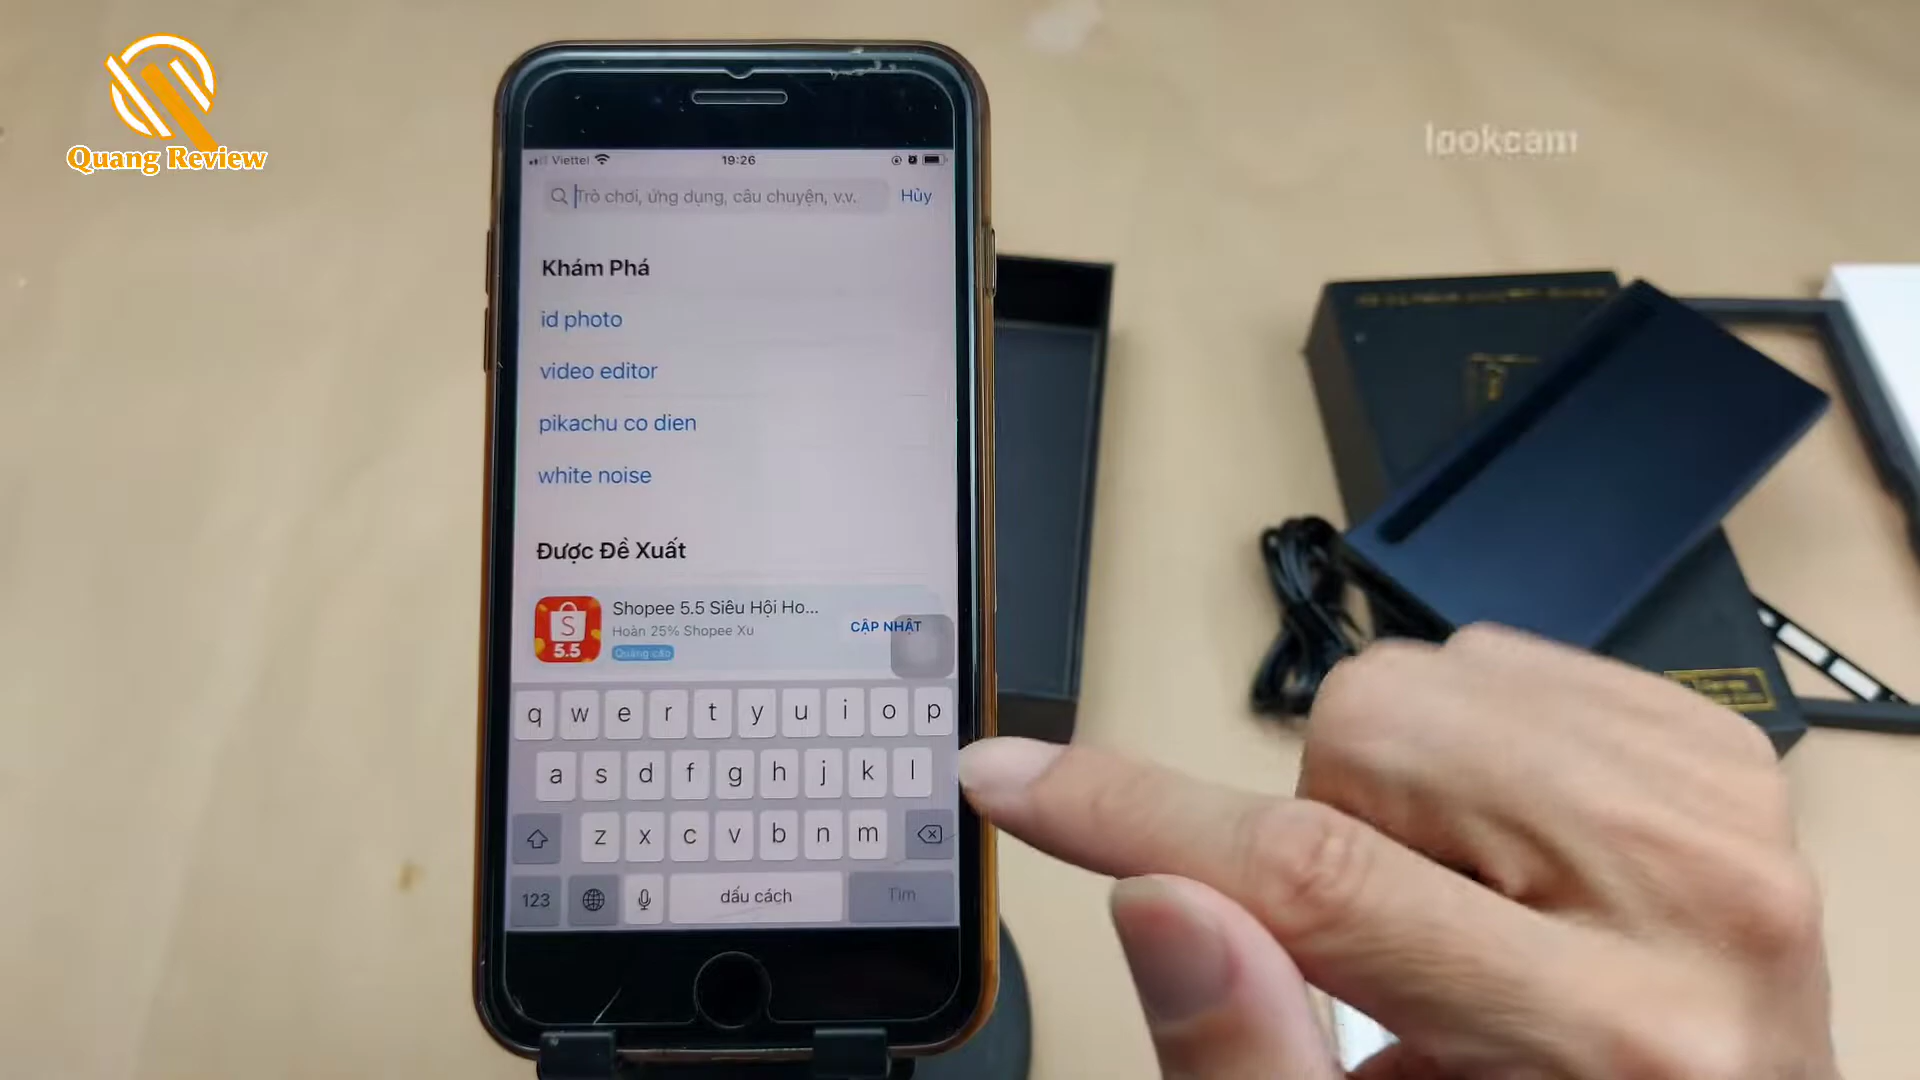 Quang Review
lookcam
Viettel
19:26
Trò chơi, ứng dụng, câu chuyện, v.v.
Hủy
Khám Phá
id photo
video editor
pikachu co dien
white noise
Được Đề Xuất
Shopee 5.5 Siêu Hội Ho...
Hoàn 25% Shopee Xu
Quảng cáo
CẬP NHẬT
S
5.5
q w e r t y u i o p
a s d f g h j k l
z x c v b n m
123
dấu cách
Tìm